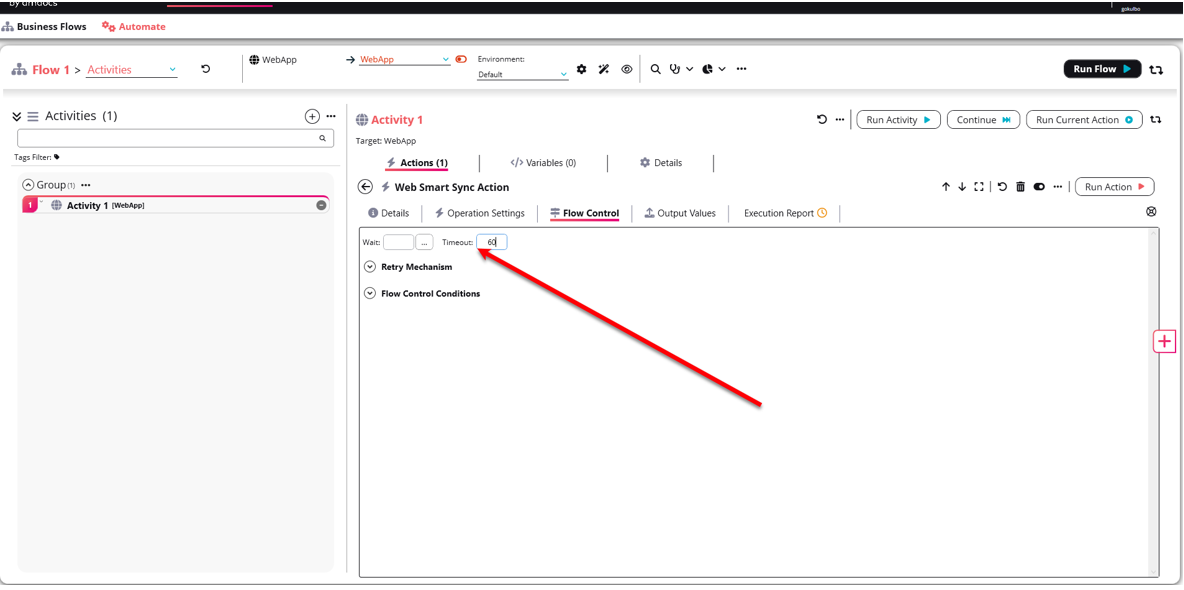 by amdocs
gokulbo
Business Flows Automate
Flow 1 > Activities
WebApp
WebApp
Environment:
Default
Run Flow
Activities (1)
Tags Filter:
Group (1)
1 Activity 1 [WebApp]
Activity 1
Run Activity Continue Run Current Action
Target: WebApp
Actions (1) </> Variables (0) Details
Web Smart Sync Action
Run Action
Details Operation Settings Flow Control Output Values Execution Report
Wait: ... Timeout: 60
Retry Mechanism
Flow Control Conditions